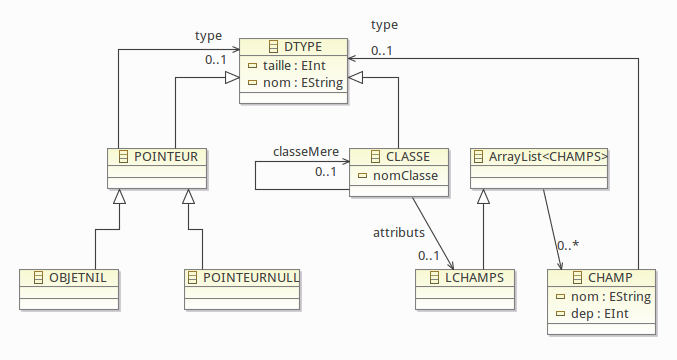 type
type
DTYPE
0..1
0..1
taille : EInt
nom : EString
POINTEUR
classeMere
0..1
CLASSE
nomClasse
ArrayList<CHAMPS>
attributs
0..1
0..*
OBJETNIL
POINTEURNULL
LCHAMPS
CHAMP
nom : EString
dep : EInt